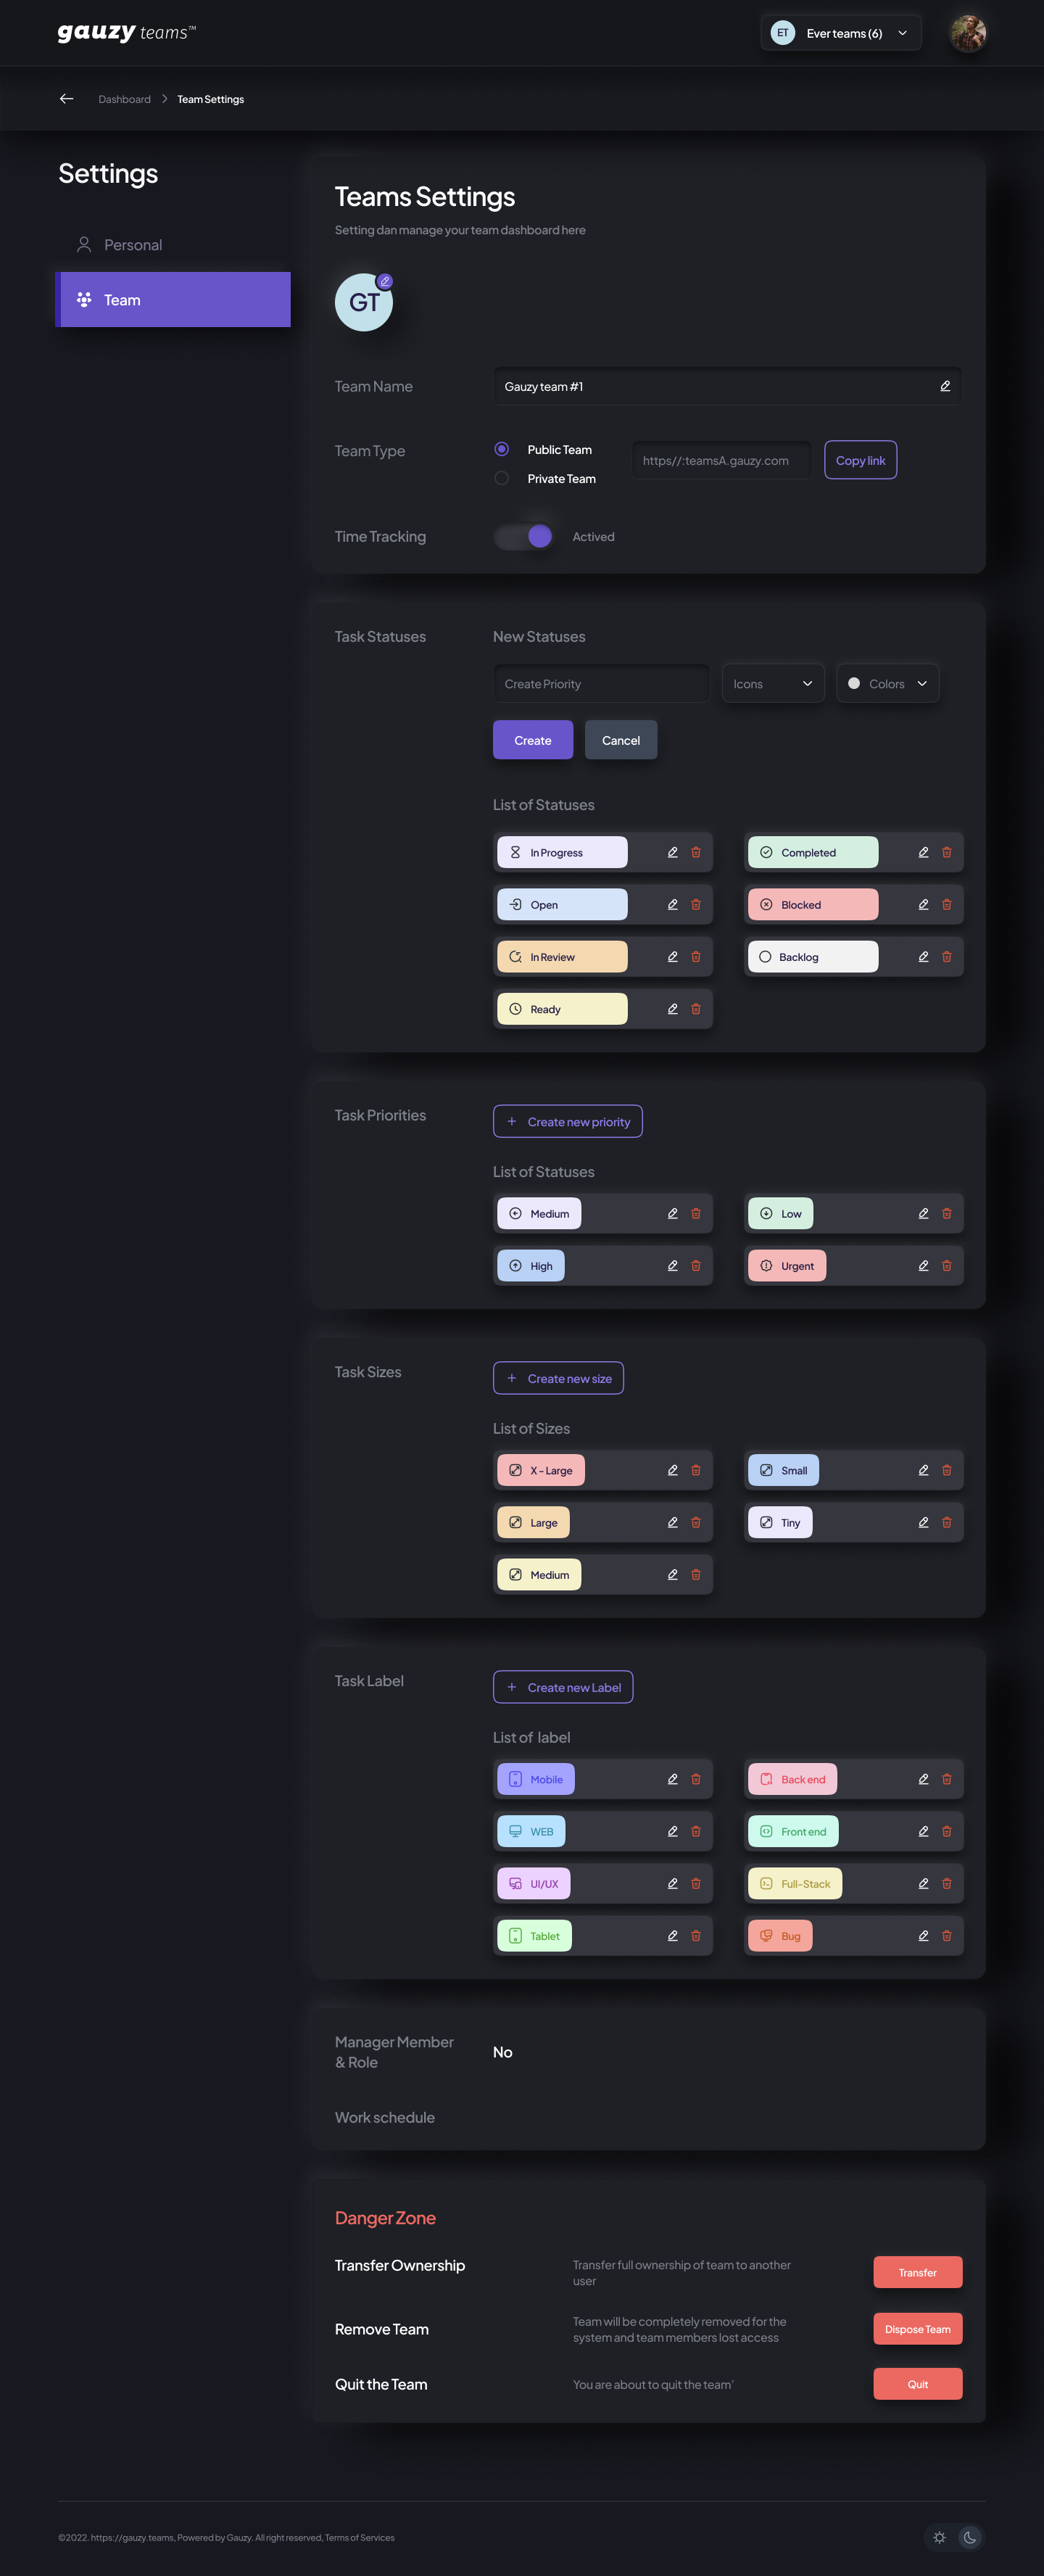 gauzy teams™
ET Ever teams (6)
Dashboard Team Settings
Settings
Personal
Team
Teams Settings
Setting dan manage your team dashboard here
GT
Team Name
Gauzy team #1
Team Type
Public Team
Private Team
https//:teamsA.gauzy.com
Copy link
Time Tracking
Actived
Task Statuses
New Statuses
Create Priority
Icons
Colors
Create
Cancel
List of Statuses
In Progress
Completed
Open
Blocked
In Review
Backlog
Ready
Task Priorities
Create new priority
List of Statuses
Medium
Low
High
Urgent
Task Sizes
Create new size
List of Sizes
X - Large
Small
Large
Tiny
Medium
Task Label
Create new Label
List of label
Mobile
Back end
WEB
Front end
UI/UX
Full-Stack
Tablet
Bug
Manager Member
& Role
No
Work schedule
Danger Zone
Transfer Ownership
Transfer full ownership of team to another
user
Transfer
Remove Team
Team will be completely removed for the
system and team members lost access
Dispose Team
Quit the Team
You are about to quit the team'
Quit
©2022. https://gauzy.teams, Powered by Gauzy. All right reserved, Terms of Services